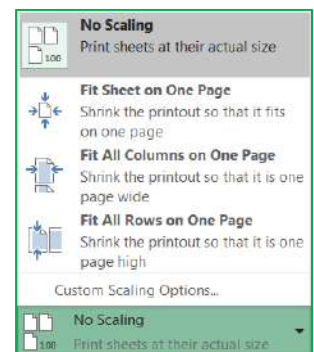 No Scaling
Print sheets at their actual size
100
Fit Sheet on One Page
Shrink the printout so that it fits
on one page
Fit All Columns on One Page
Shrink the printout so that it is one
page wide
Fit All Rows on One Page
Shrink the printout so that it is one
page high
Custom Scaling Options...
No Scaling
100
Print sheets at their actual size